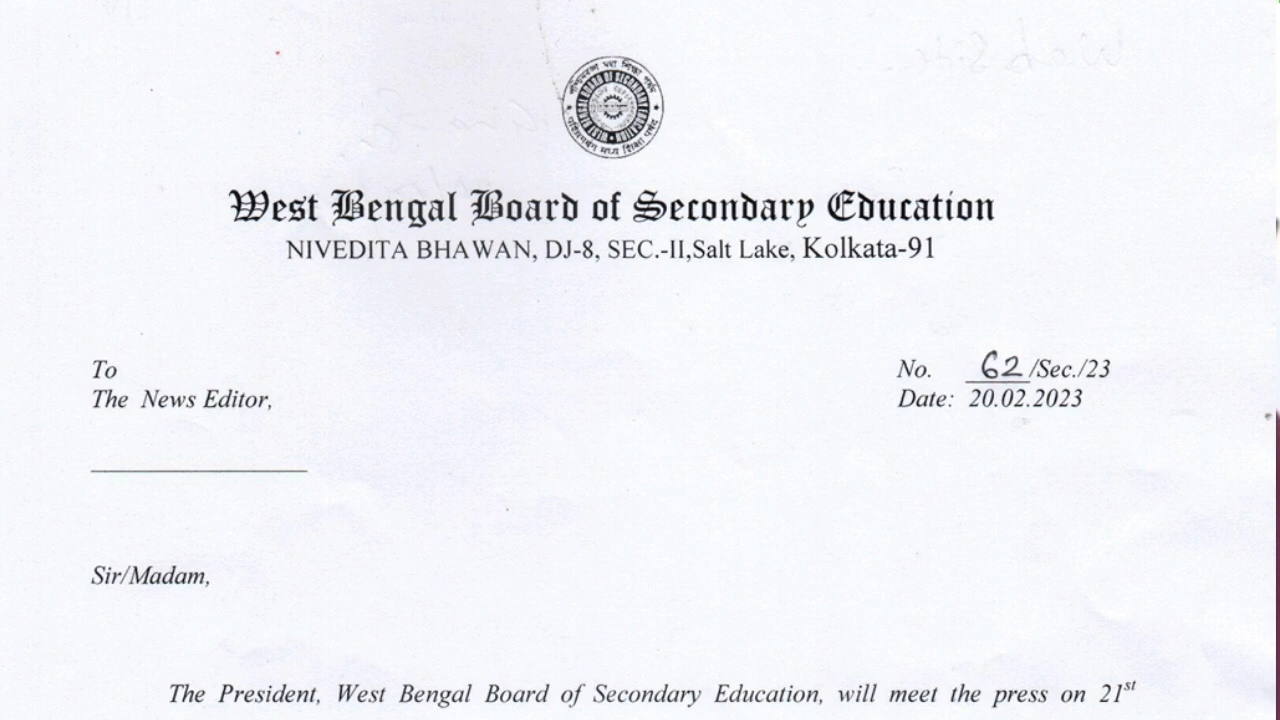 West Bengal Board of Secondary Education
NIVEDITA BHAWAN, DJ-8, SEC.-II,Salt Lake, Kolkata-91
To
The News Editor,
No. 62/Sec./23
Date: 20.02.2023
Sir/Madam,
The President, West Bengal Board of Secondary Education, will meet the press on 21st